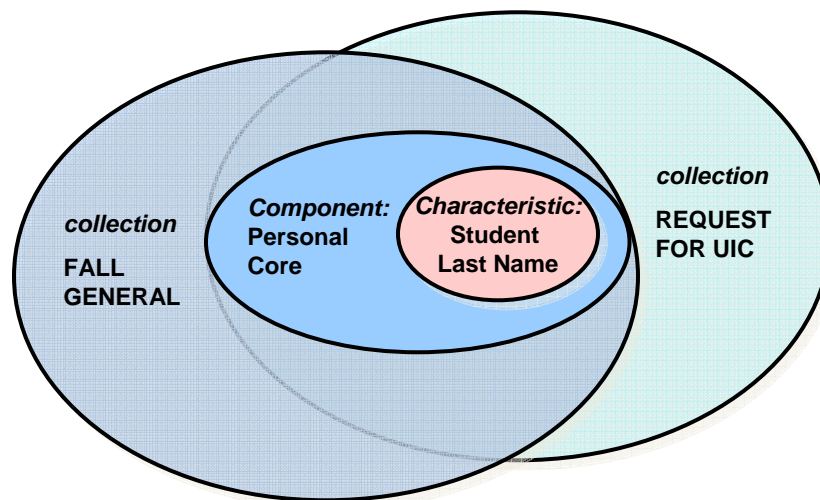 collection
FALL
GENERAL
Component:
Personal
Core
Characteristic:
Student
Last Name
collection
REQUEST
FOR UIC